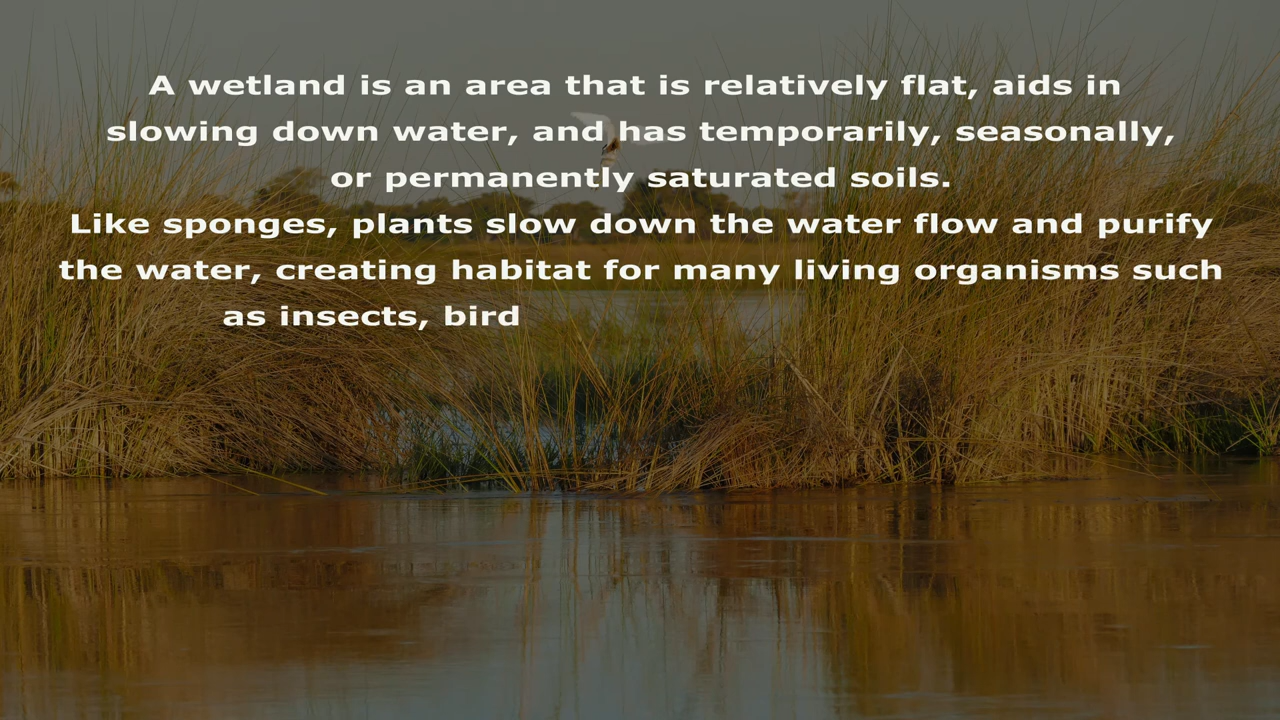 A wetland is an area that is relatively flat, aids in
slowing down water, and has temporarily, seasonally,
or permanently saturated soils.
Like sponges, plants slow down the water flow and purify
the water, creating habitat for many living organisms such
as insects, bird